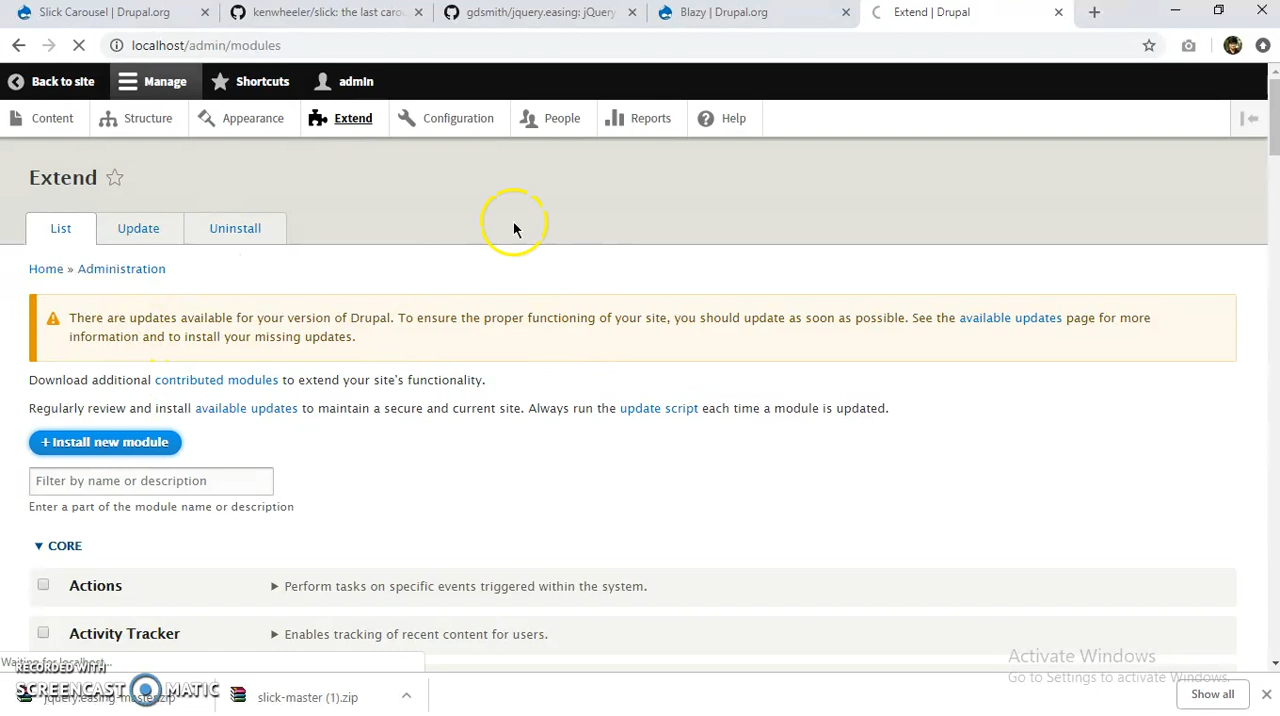 Slick Carousel | Drupal.org
kenwheeler/slick: the last carou
gdsmith/jquery.easing: jQuery
Blazy | Drupal.org
Extend | Drupal
localhost/admin/modules
Back to site
Manage
Shortcuts
admin
Content
Structure
Appearance
Extend
Configuration
People
Reports
Help
Extend
List
Update
Uninstall
Home » Administration
There are updates available for your version of Drupal. To ensure the proper functioning of your site, you should update as soon as possible. See the available updates page for more
information and to install your missing updates.
Download additional contributed modules to extend your site's functionality.
Regularly review and install available updates to maintain a secure and current site. Always run the update script each time a module is updated.
+ Install new module
Filter by name or description
Enter a part of the module name or description
CORE
Actions
Perform tasks on specific events triggered within the system.
Activity Tracker
Enables tracking of recent content for users.
Waiting for localhost...
Activate Windows
Go to Settings to activate Windows.
RECORDED WITH
SCREENCAST MATIC
jquery.easing-master.zip
slick-master (1).zip
Show all